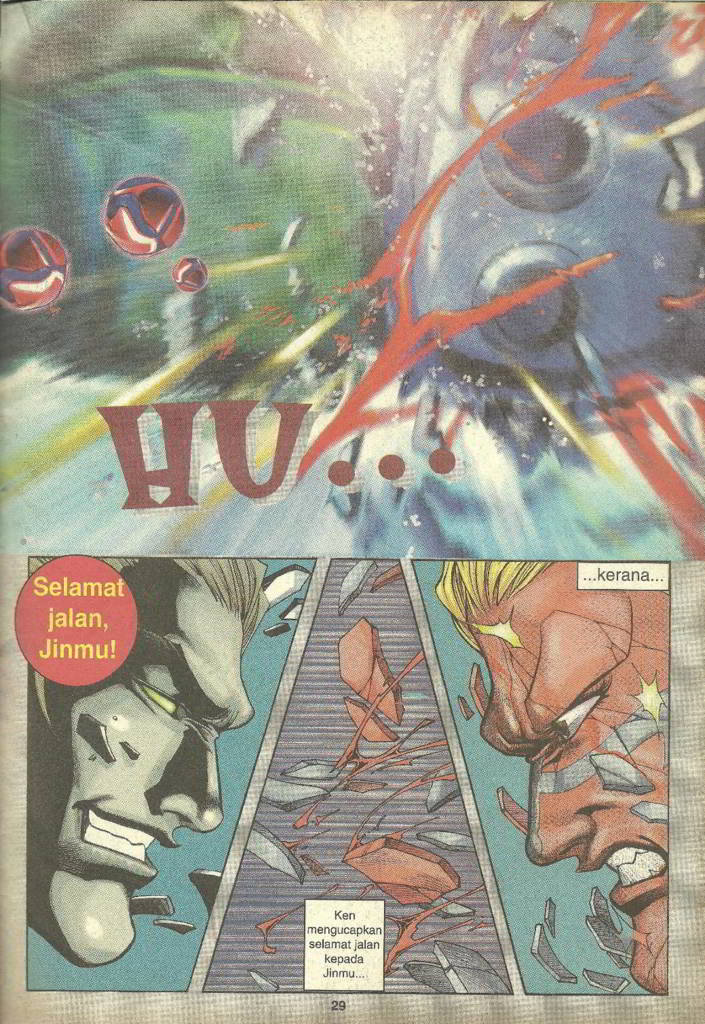 HU...
Selamat
jalan,
Jinmu!
Ken
mengucapkan
selamat jalan
kepada
Jinmu...
...kerana...
29